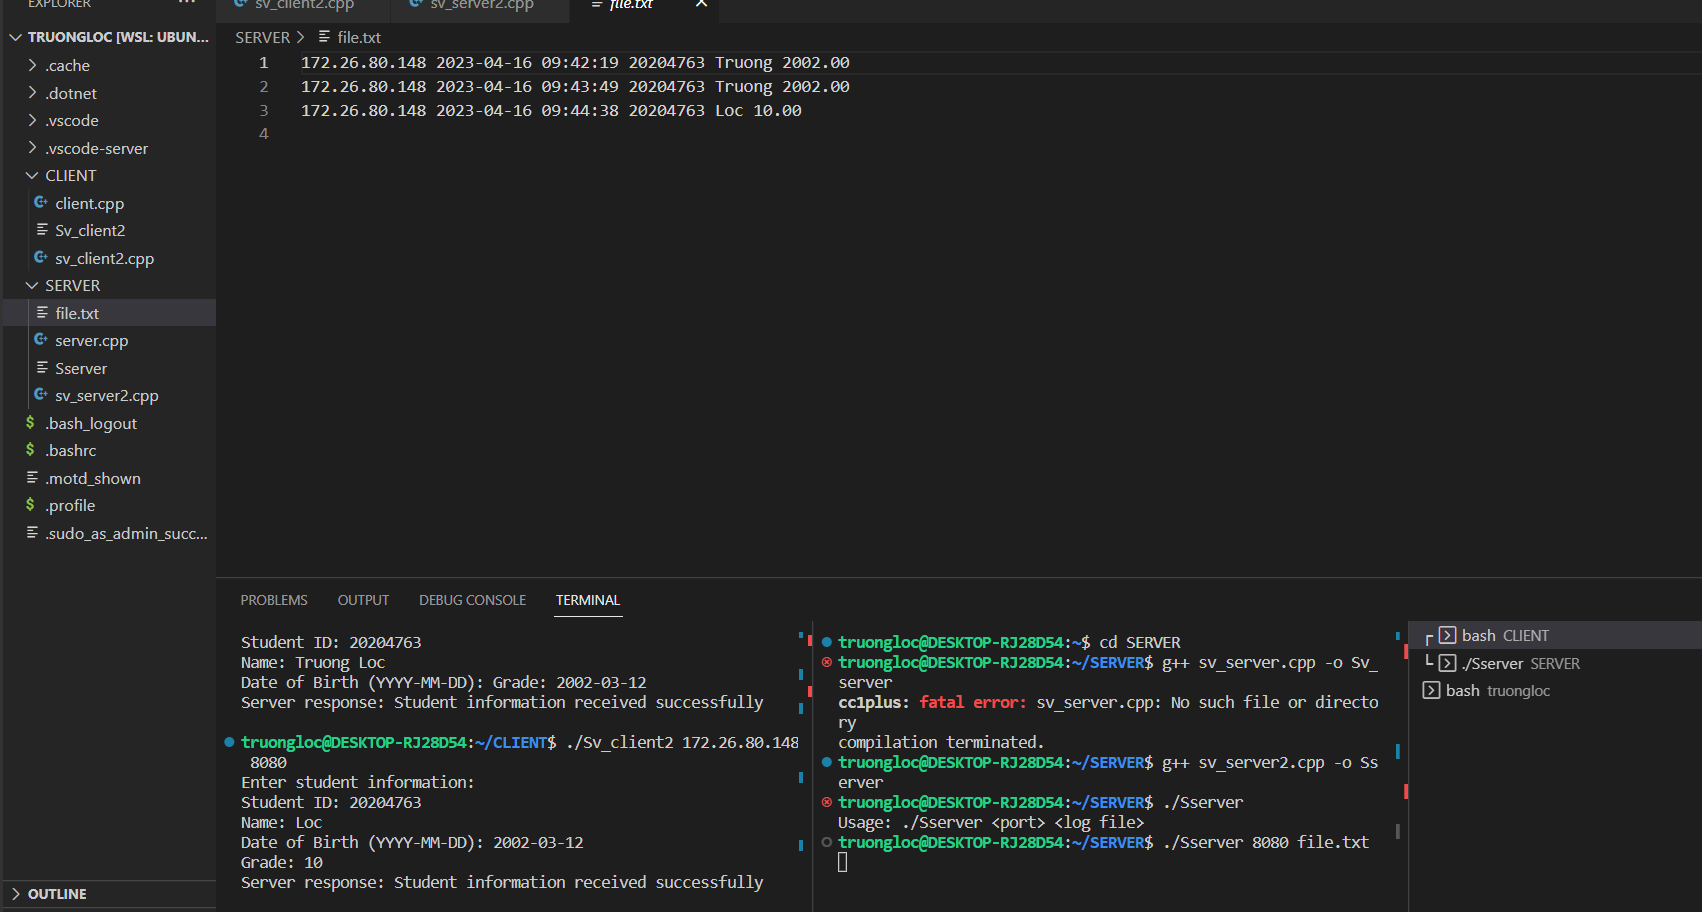 EXPLORER ...
sv_client2.cpp sv_server2.cpp file.txt
TRUONGLOC [WSL: UBUN...
.cache
.dotnet
.vscode
.vscode-server
CLIENT
client.cpp
Sv_client2
sv_client2.cpp
SERVER
file.txt
server.cpp
Sserver
sv_server2.cpp
.bash_logout
.bashrc
.motd_shown
.profile
.sudo_as_admin_succ...
OUTLINE
SERVER > file.txt
1 172.26.80.148 2023-04-16 09:42:19 20204763 Truong 2002.00
2 172.26.80.148 2023-04-16 09:43:49 20204763 Truong 2002.00
3 172.26.80.148 2023-04-16 09:44:38 20204763 Loc 10.00
4
PROBLEMS OUTPUT DEBUG CONSOLE TERMINAL
Student ID: 20204763
Name: Truong Loc
Date of Birth (YYYY-MM-DD): Grade: 2002-03-12
Server response: Student information received successfully
truongloc@DESKTOP-RJ28D54:~/CLIENT$ ./Sv_client2 172.26.80.148
8080
Enter student information:
Student ID: 20204763
Name: Loc
Date of Birth (YYYY-MM-DD): 2002-03-12
Grade: 10
Server response: Student information received successfully
truongloc@DESKTOP-RJ28D54:~$ cd SERVER
truongloc@DESKTOP-RJ28D54:~/SERVER$ g++ sv_server.cpp -o Sv_
server
cc1plus: fatal error: sv_server.cpp: No such file or directo
ry
compilation terminated.
truongloc@DESKTOP-RJ28D54:~/SERVER$ g++ sv_server2.cpp -o Ss
erver
truongloc@DESKTOP-RJ28D54:~/SERVER$ ./Sserver
Usage: ./Sserver <port> <log file>
truongloc@DESKTOP-RJ28D54:~/SERVER$ ./Sserver 8080 file.txt
bash CLIENT
./Sserver SERVER
bash truongloc